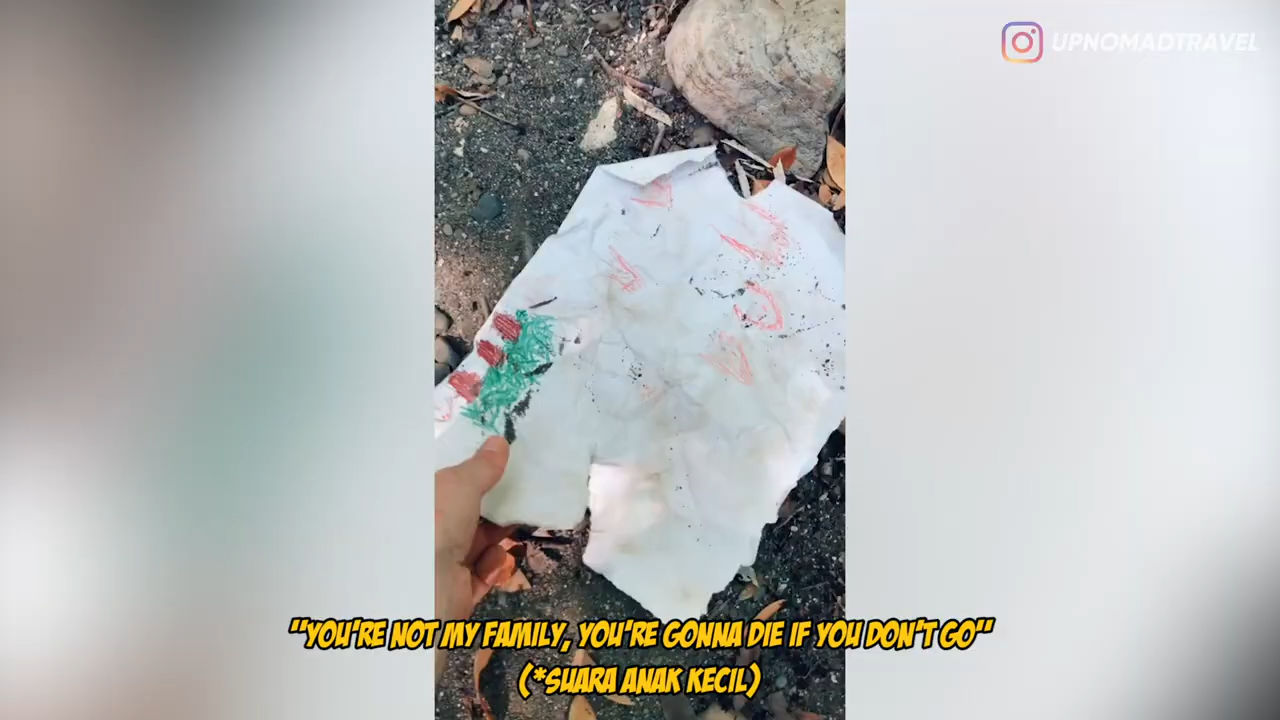 UPNOMADTRAVEL
"YOU'RE NOT MY FAMILY, YOU'RE GONNA DIE IF YOU DON'T GO"
(*SUARA ANAK KECIL)